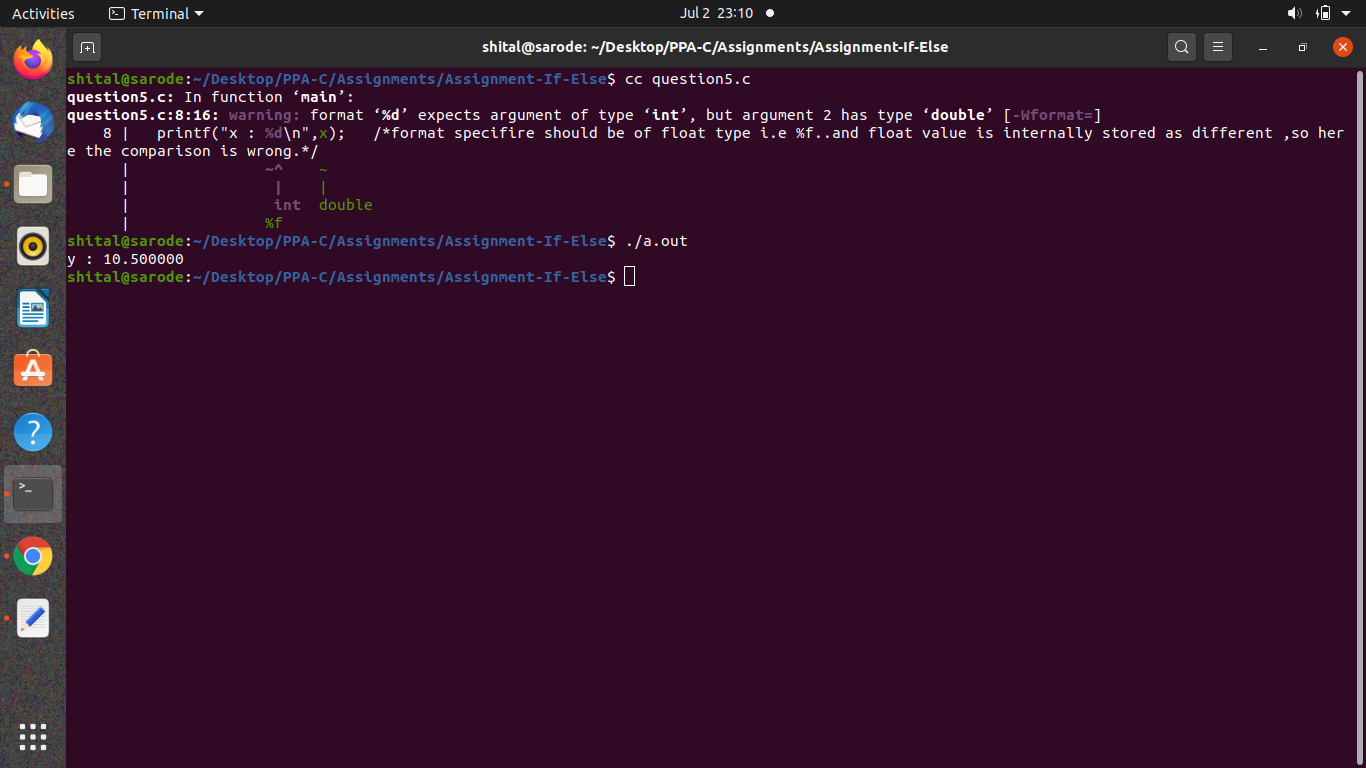 Activities Terminal Jul 2 23:10
shital@sarode: ~/Desktop/PPA-C/Assignments/Assignment-If-Else
shital@sarode:~/Desktop/PPA-C/Assignments/Assignment-If-Else$ cc question5.c
question5.c: In function ‘main’:
question5.c:8:16: warning: format ‘%d’ expects argument of type ‘int’, but argument 2 has type ‘double’ [-Wformat=]
    8 |   printf("x : %d\n",x);   /*format specifire should be of float type i.e %f..and float value is internally stored as different ,so her
e the comparison is wrong.*/
      |               ~^    ~
      |                |    |
      |                int  double
      |               %f
shital@sarode:~/Desktop/PPA-C/Assignments/Assignment-If-Else$ ./a.out
y : 10.500000
shital@sarode:~/Desktop/PPA-C/Assignments/Assignment-If-Else$